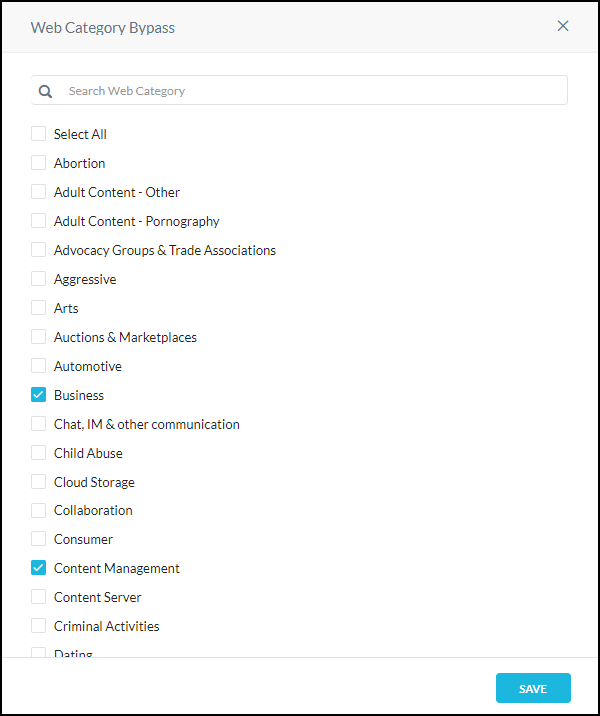 Web Category Bypass
Search Web Category
Select All
Abortion
Adult Content - Other
Adult Content - Pornography
Advocacy Groups & Trade Associations
Aggressive
Arts
Auctions & Marketplaces
Automotive
Business
Chat, IM & other communication
Child Abuse
Cloud Storage
Collaboration
Consumer
Content Management
Content Server
Criminal Activities
Dating
SAVE